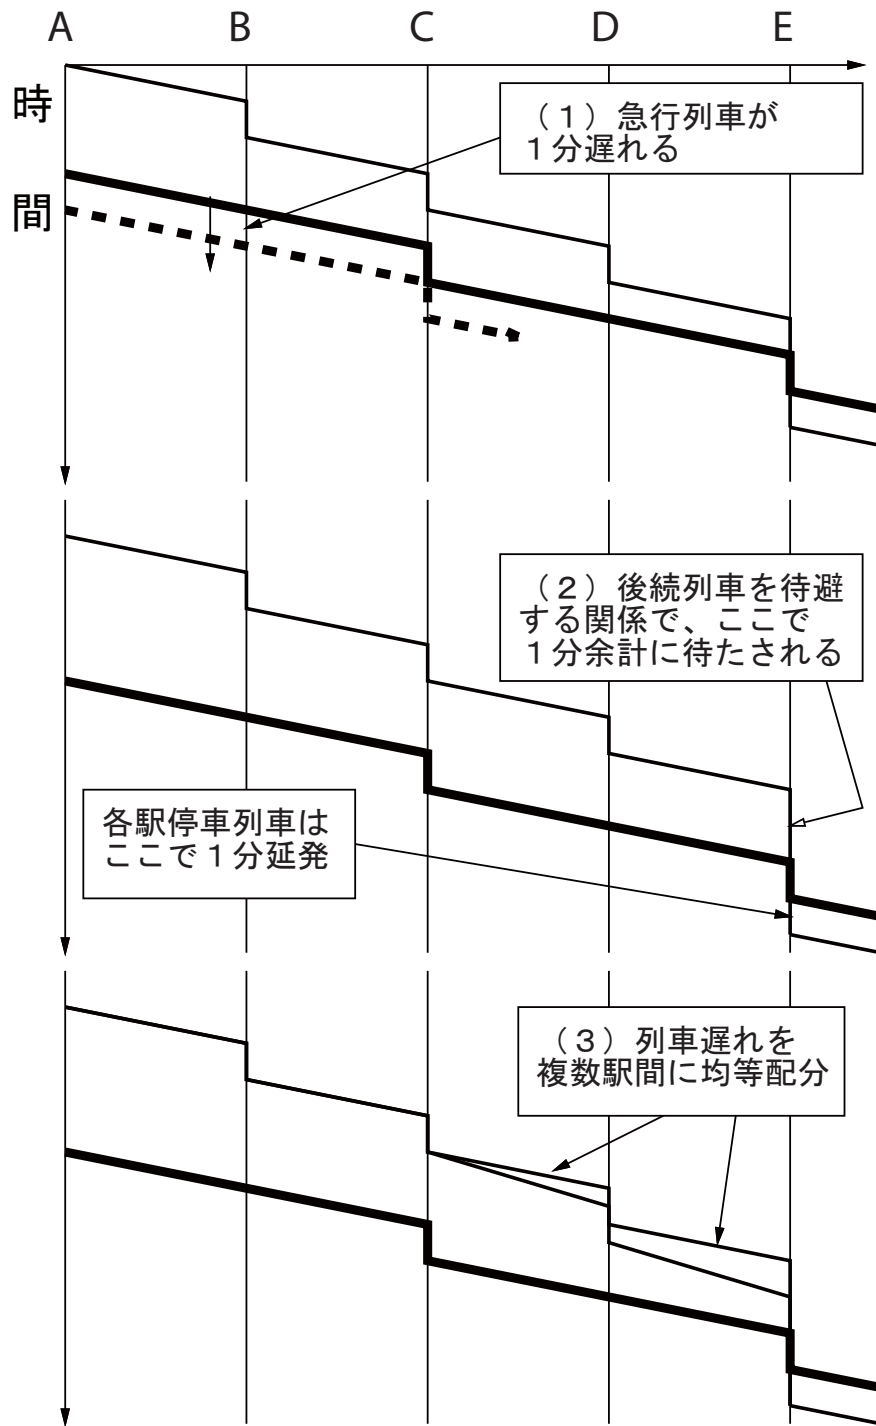 A B C D E
時
間
（１）急行列車が
１分遅れる
（２）後続列車を待避
する関係で、ここで
１分余計に待たされる
各駅停車列車は
ここで１分延発
（３）列車遅れを
複数駅間に均等配分